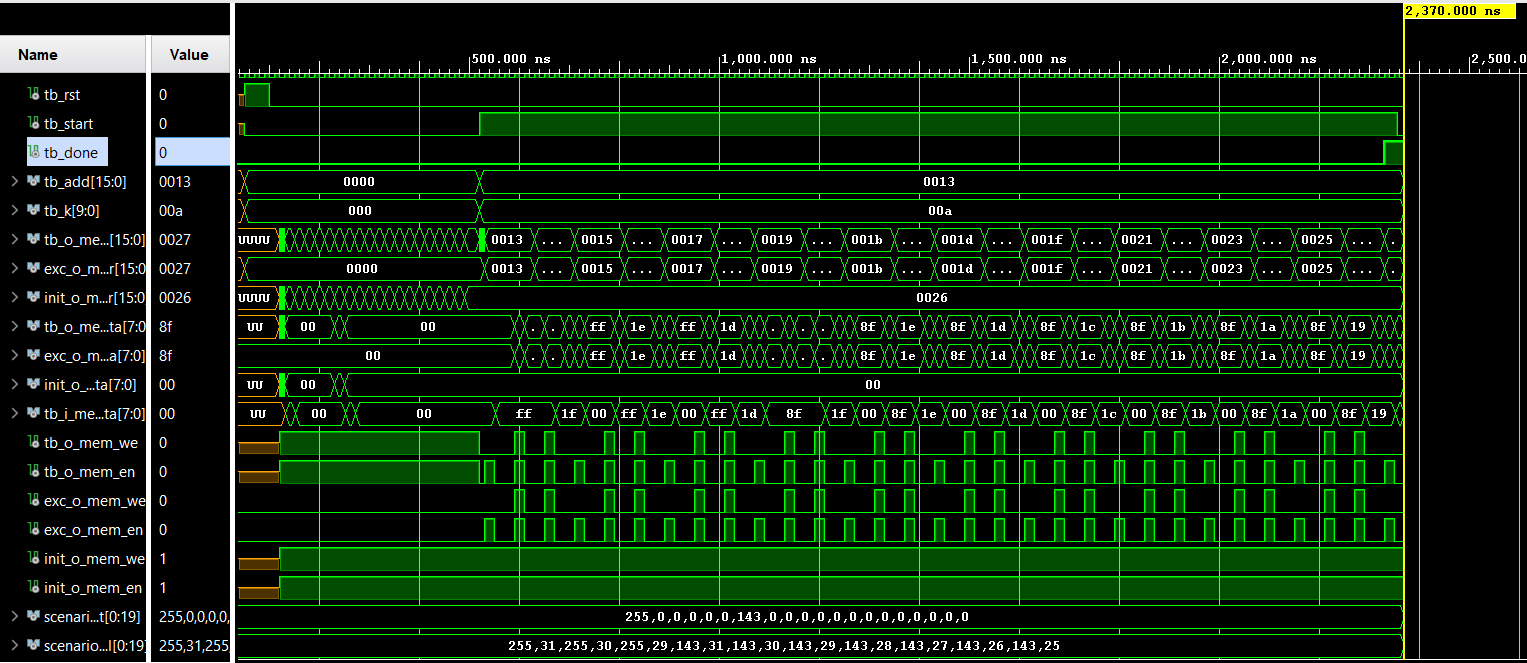 2,370.000 ns
Name Value
500.000 ns 1,000.000 ns 1,500.000 ns 2,000.000 ns 2,500.0
tb_rst 0
tb_start 0
tb_done 0
tb_add[15:0] 0013 0000 0013
tb_k[9:0] 00a 000 00a
tb_o_me...[15:0] 0027 UUUU 0013 ... 0015 ... 0017 ... 0019 ... 001b ... 001d ... 001f ... 0021 ... 0023 ... 0025 ... .
exc_o_m...r[15:0 0027 0000 0013 ... 0015 ... 0017 ... 0019 ... 001b ... 001d ... 001f ... 0021 ... 0023 ... 0025 ... .
init_o_m...r[15:0 0026 UUUU 0026
tb_o_me...ta[7:0 8f UU 00 00 . . ff 1e ff 1d . . . 8f 1e 8f 1d 8f 1c 8f 1b 8f 1a 8f 19
exc_o_m...a[7:0] 8f 00 . . ff 1e ff 1d . . . 8f 1e 8f 1d 8f 1c 8f 1b 8f 1a 8f 19
init_o_...ta[7:0] 00 UU 00 00
tb_i_me...ta[7:0] 00 UU 00 00 ff 1f 00 ff 1e 00 ff 1d 8f 1f 00 8f 1e 00 8f 1d 00 8f 1c 00 8f 1b 00 8f 1a 00 8f 19
tb_o_mem_we 0
tb_o_mem_en 0
exc_o_mem_we 0
exc_o_mem_en 0
init_o_mem_we 1
init_o_mem_en 1
scenari...t[0:19] 255,0,0,0,0, 255,0,0,0,0,0,143,0,0,0,0,0,0,0,0,0,0,0,0,0
scenario...l[0:19] 255,31,255, 255,31,255,30,255,29,143,31,143,30,143,29,143,28,143,27,143,26,143,25